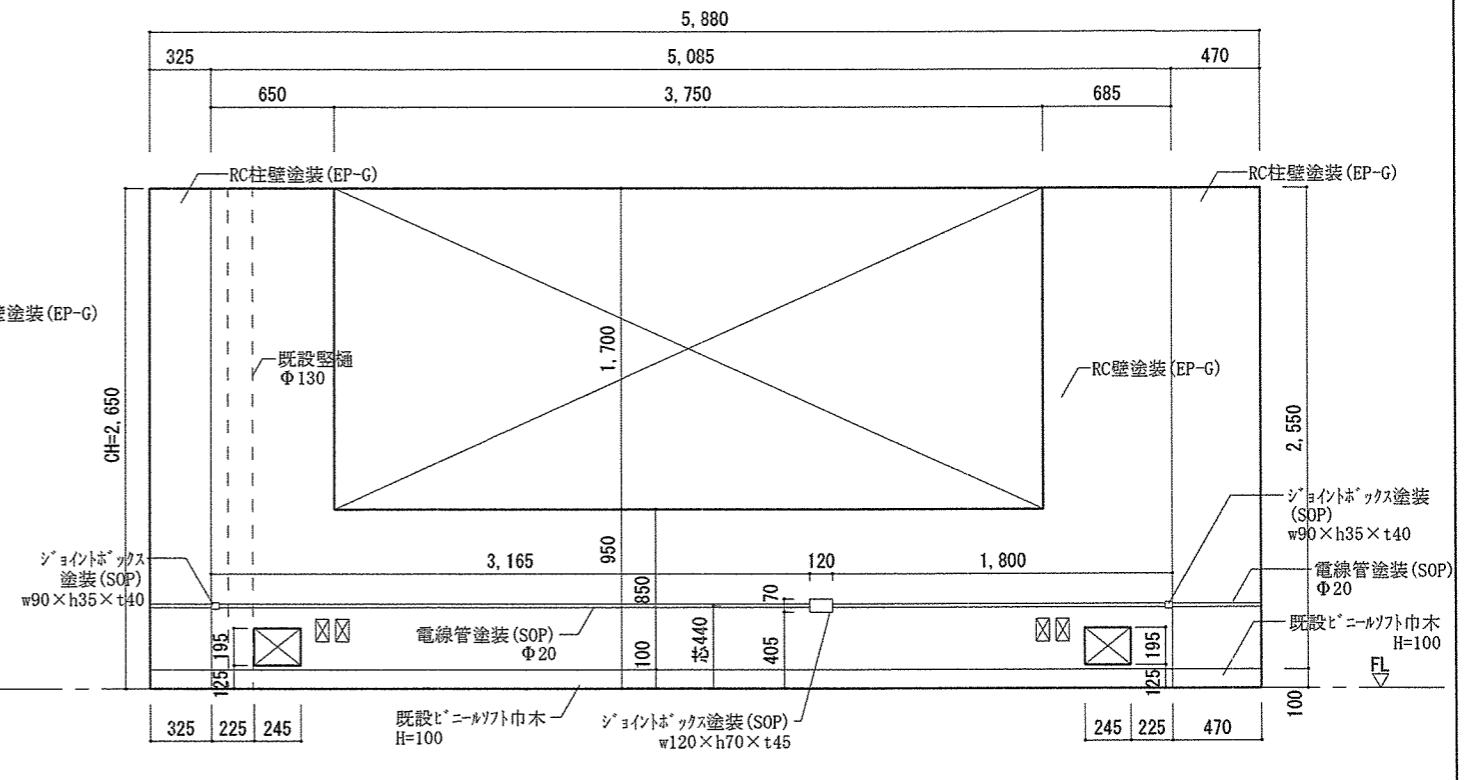 5,880
325
5,085
470
650
3,750
685
RC柱壁塗装(EP-G)
RC柱壁塗装(EP-G)
塗装(EP-G)
既設竪樋
Φ130
1,700
RC壁塗装(EP-G)
CH=2,650
2,550
ｼﾞｮｲﾝﾄﾎﾞｯｸｽ塗装
(SOP)
w90×h35×t40
ｼﾞｮｲﾝﾄﾎﾞｯｸｽ
塗装(SOP)
w90×h35×t40
3,165
950
120
1,800
850
70
電線管塗装(SOP)
Φ20
電線管塗装(SOP)
Φ20
195
125
100
芯440
405
195
125
既設ﾋﾞﾆｰﾙｿﾌﾄ巾木
H=100
FL
100
325
225
245
既設ﾋﾞﾆｰﾙｿﾌﾄ巾木
H=100
ｼﾞｮｲﾝﾄﾎﾞｯｸｽ塗装(SOP)
w120×h70×t45
245
225
470